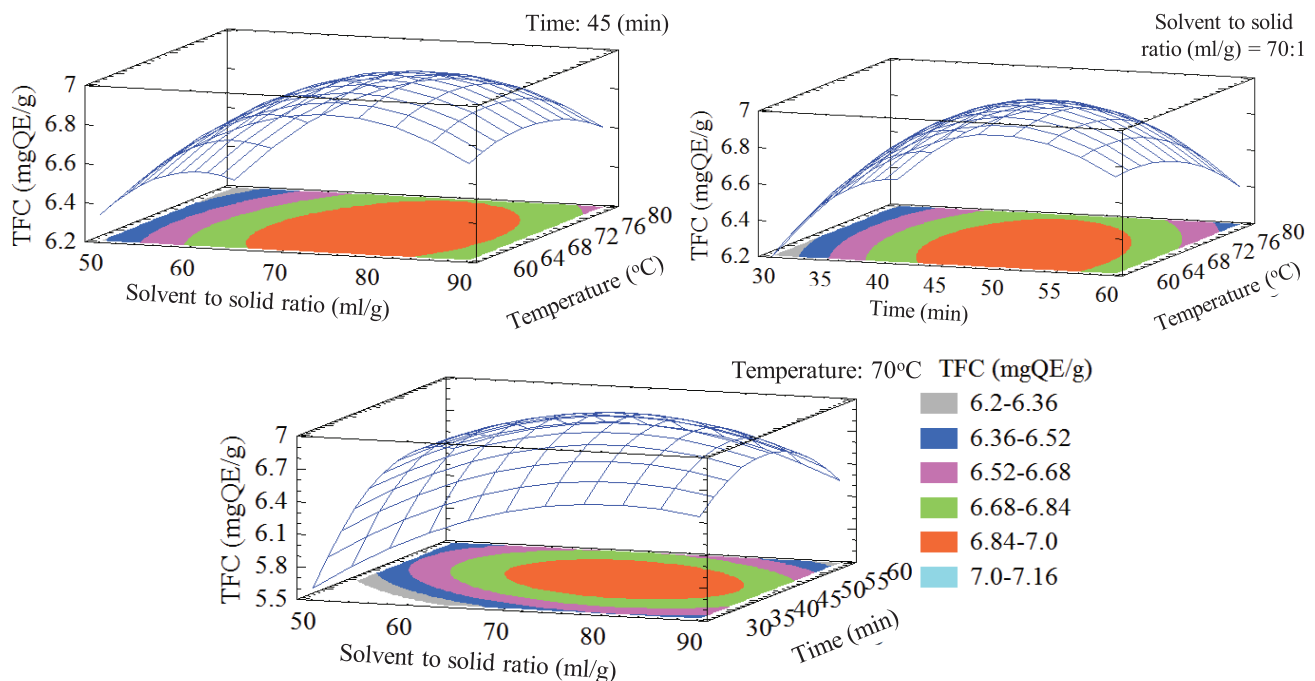 Time: 45 (min)
TFC (mgQE/g)
7
6.8
6.6
6.4
6.2
50
60
70
80
90
Solvent to solid ratio (ml/g)
60 64 68 72 76 80
Temperature (°C)
Solvent to solid
ratio (ml/g) = 70:1
TFC (mgQE/g)
7
6.8
6.6
6.4
6.2
30 35 40 45 50 55 60
Time (min)
60 64 68 72 76 80
Temperature (°C)
Temperature: 70°C
TFC (mgQE/g)
7
6.7
6.4
6.1
5.8
5.5
50
60
70
80
90
Solvent to solid ratio (ml/g)
30 35 40 45 50 55 60
Time (min)
TFC (mgQE/g)
6.2-6.36
6.36-6.52
6.52-6.68
6.68-6.84
6.84-7.0
7.0-7.16